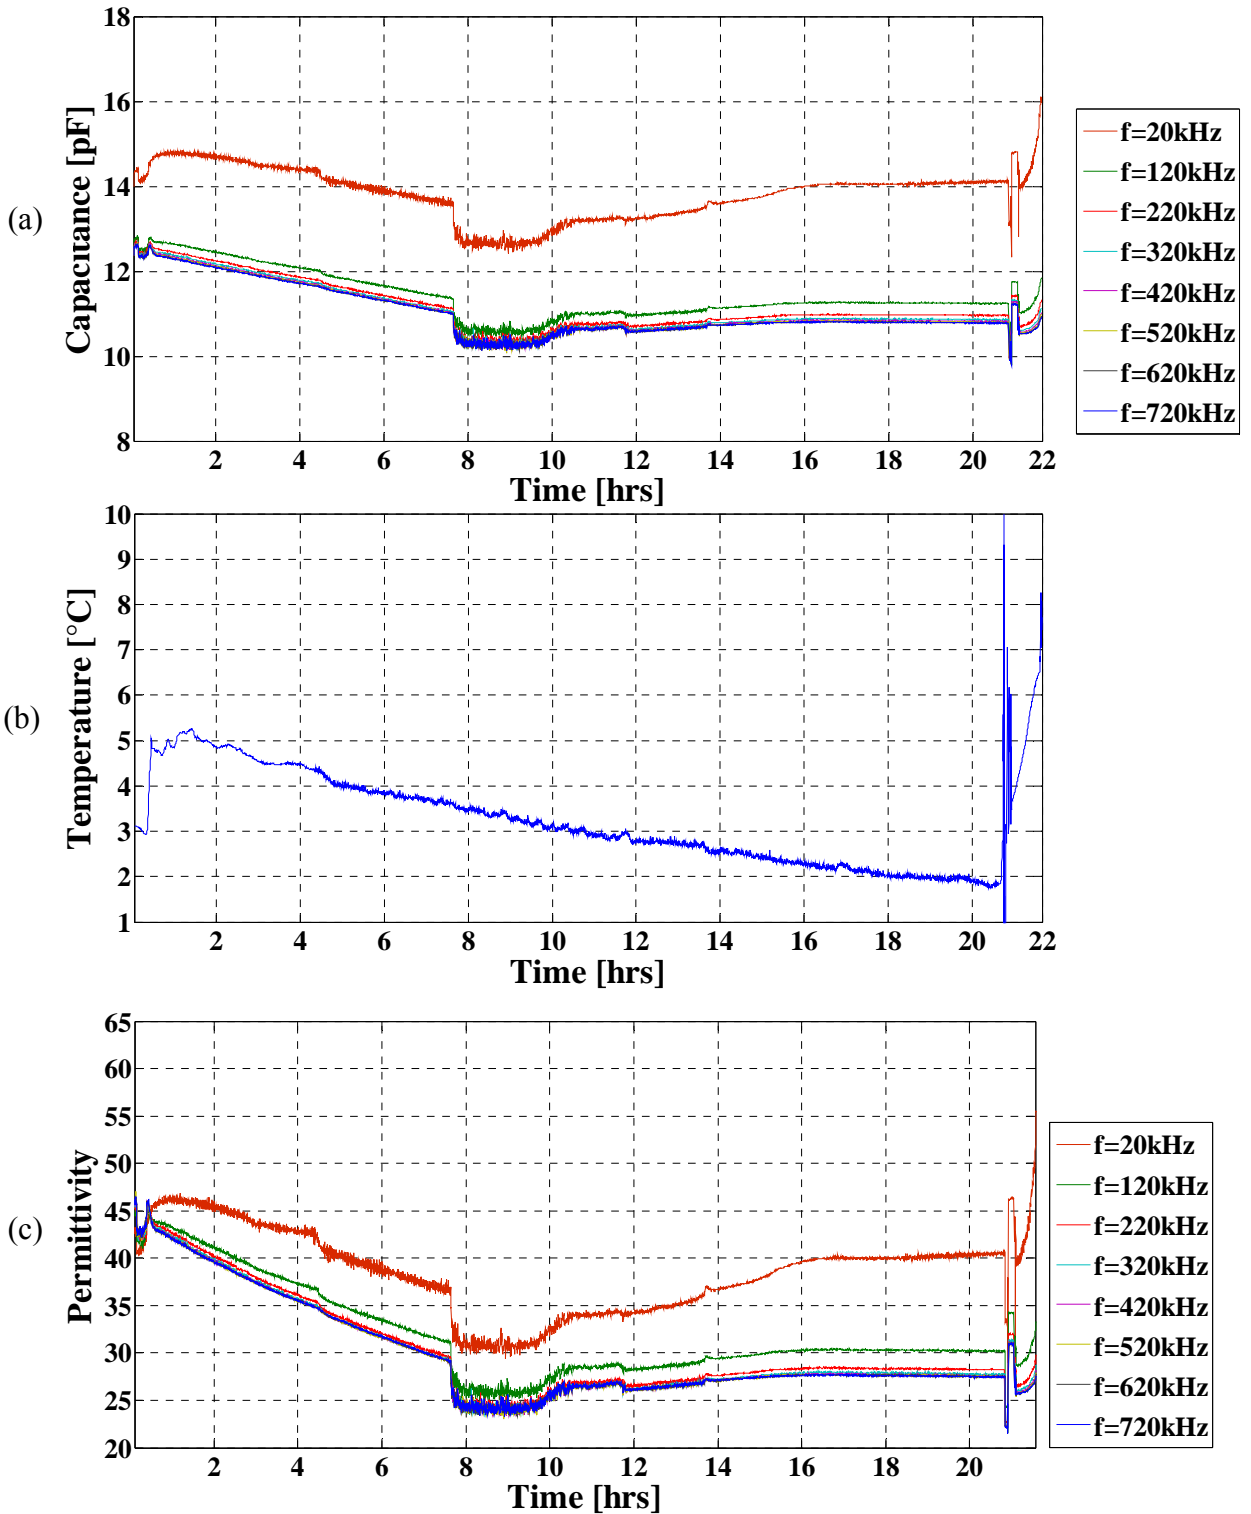 18
16
14
12
10
8
Capacitance [pF]
(a)
2 4 6 8 10 12 14 16 18 20 22
Time [hrs]
f=20kHz
f=120kHz
f=220kHz
f=320kHz
f=420kHz
f=520kHz
f=620kHz
f=720kHz
10
9
8
7
6
5
4
3
2
1
Temperature [°C]
(b)
2 4 6 8 10 12 14 16 18 20 22
Time [hrs]
65
60
55
50
45
40
35
30
25
20
Permittivity
(c)
2 4 6 8 10 12 14 16 18 20
Time [hrs]
f=20kHz
f=120kHz
f=220kHz
f=320kHz
f=420kHz
f=520kHz
f=620kHz
f=720kHz